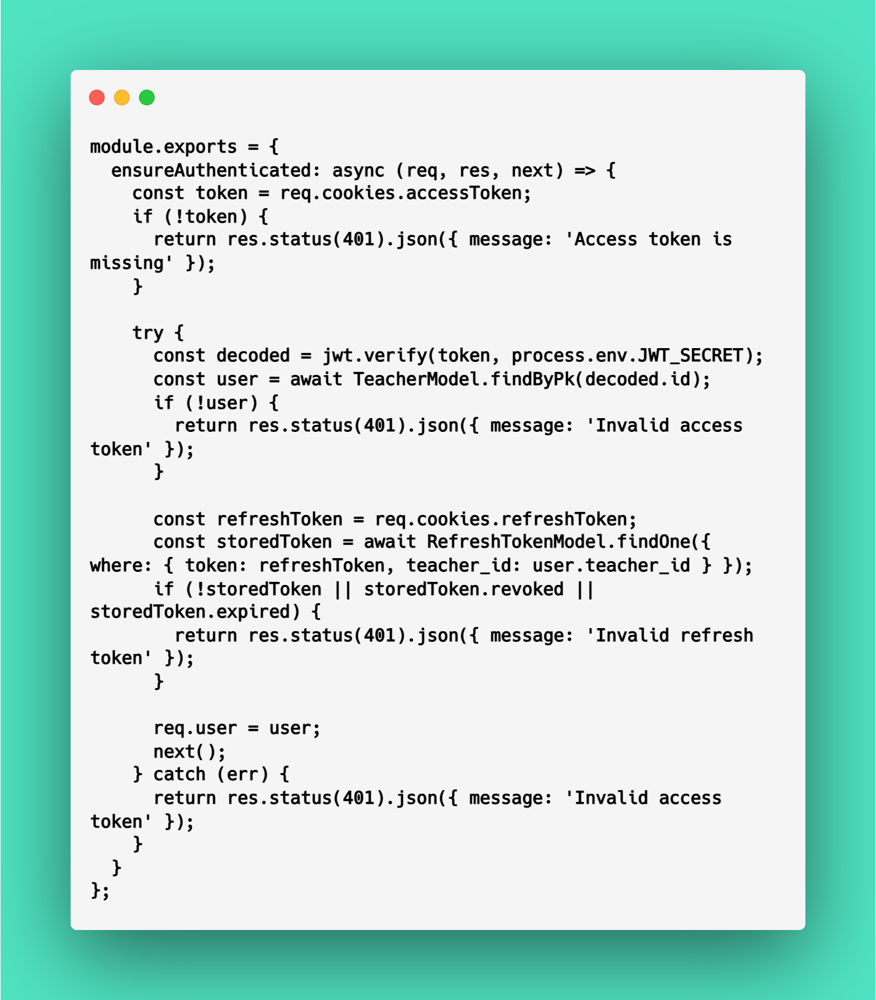 module.exports = {
  ensureAuthenticated: async (req, res, next) => {
    const token = req.cookies.accessToken;
    if (!token) {
      return res.status(401).json({ message: 'Access token is
missing' });
    }

    try {
      const decoded = jwt.verify(token, process.env.JWT_SECRET);
      const user = await TeacherModel.findByPk(decoded.id);
      if (!user) {
        return res.status(401).json({ message: 'Invalid access
token' });
      }

      const refreshToken = req.cookies.refreshToken;
      const storedToken = await RefreshTokenModel.findOne({
where: { token: refreshToken, teacher_id: user.teacher_id } });
      if (!storedToken || storedToken.revoked ||
storedToken.expired) {
        return res.status(401).json({ message: 'Invalid refresh
token' });
      }

      req.user = user;
      next();
    } catch (err) {
      return res.status(401).json({ message: 'Invalid access
token' });
    }
  }
};